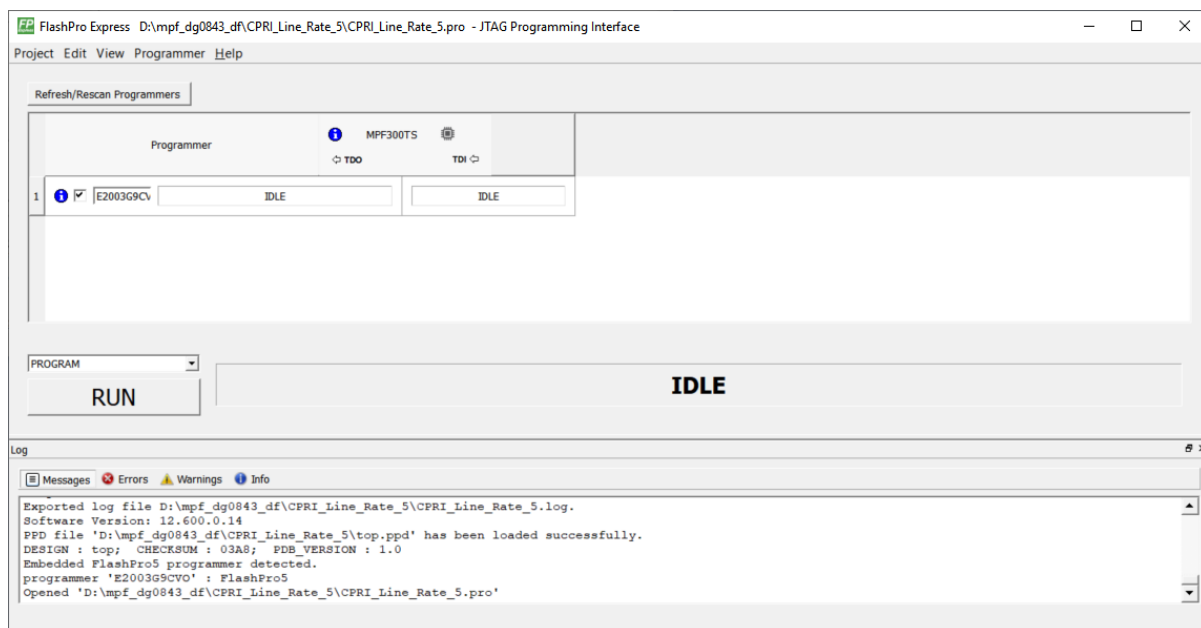 FP FlashPro Express D:\mpf_dg0843_df\CPRI_Line_Rate_5\CPRI_Line_Rate_5.pro - JTAG Programming Interface
Project Edit View Programmer Help
Refresh/Rescan Programmers
Programmer
MPF300TS
TDO TDI
1 E2003G9CV IDLE IDLE
PROGRAM
RUN
IDLE
Log
Messages Errors Warnings Info
Exported log file D:\mpf_dg0843_df\CPRI_Line_Rate_5\CPRI_Line_Rate_5.log.
Software Version: 12.600.0.14
PPD file 'D:\mpf_dg0843_df\CPRI_Line_Rate_5\top.ppd' has been loaded successfully.
DESIGN : top; CHECKSUM : 03A8; PDB_VERSION : 1.0
Embedded FlashPro5 programmer detected.
programmer 'E2003G9CVO' : FlashPro5
Opened 'D:\mpf_dg0843_df\CPRI_Line_Rate_5\CPRI_Line_Rate_5.pro'